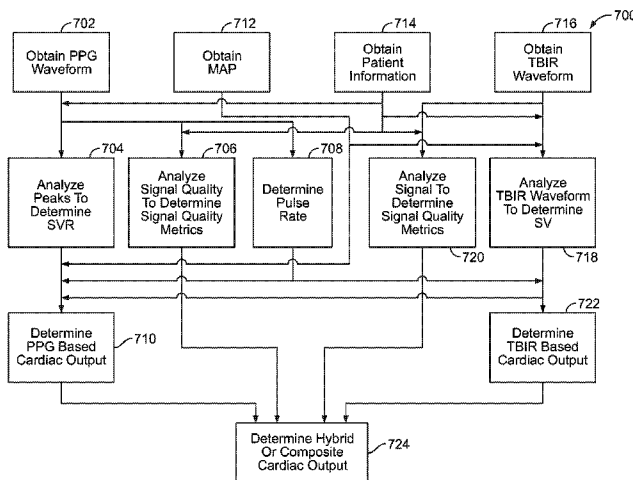 700
702
712
714
716
Obtain PPG
Waveform
Obtain
MAP
Obtain
Patient
Information
Obtain
TBIR
Waveform
704
706
708
Analyze
Peaks To
Determine
SVR
Analyze
Signal Quality
To Determine
Signal Quality
Metrics
Determine
Pulse
Rate
Analyze
Signal To
Determine
Signal Quality
Metrics
Analyze
TBIR Waveform
To Determine
SV
720
718
722
Determine
PPG Based
Cardiac Output
710
Determine
TBIR Based
Cardiac Output
Determine Hybrid
Or Composite
Cardiac Output
724